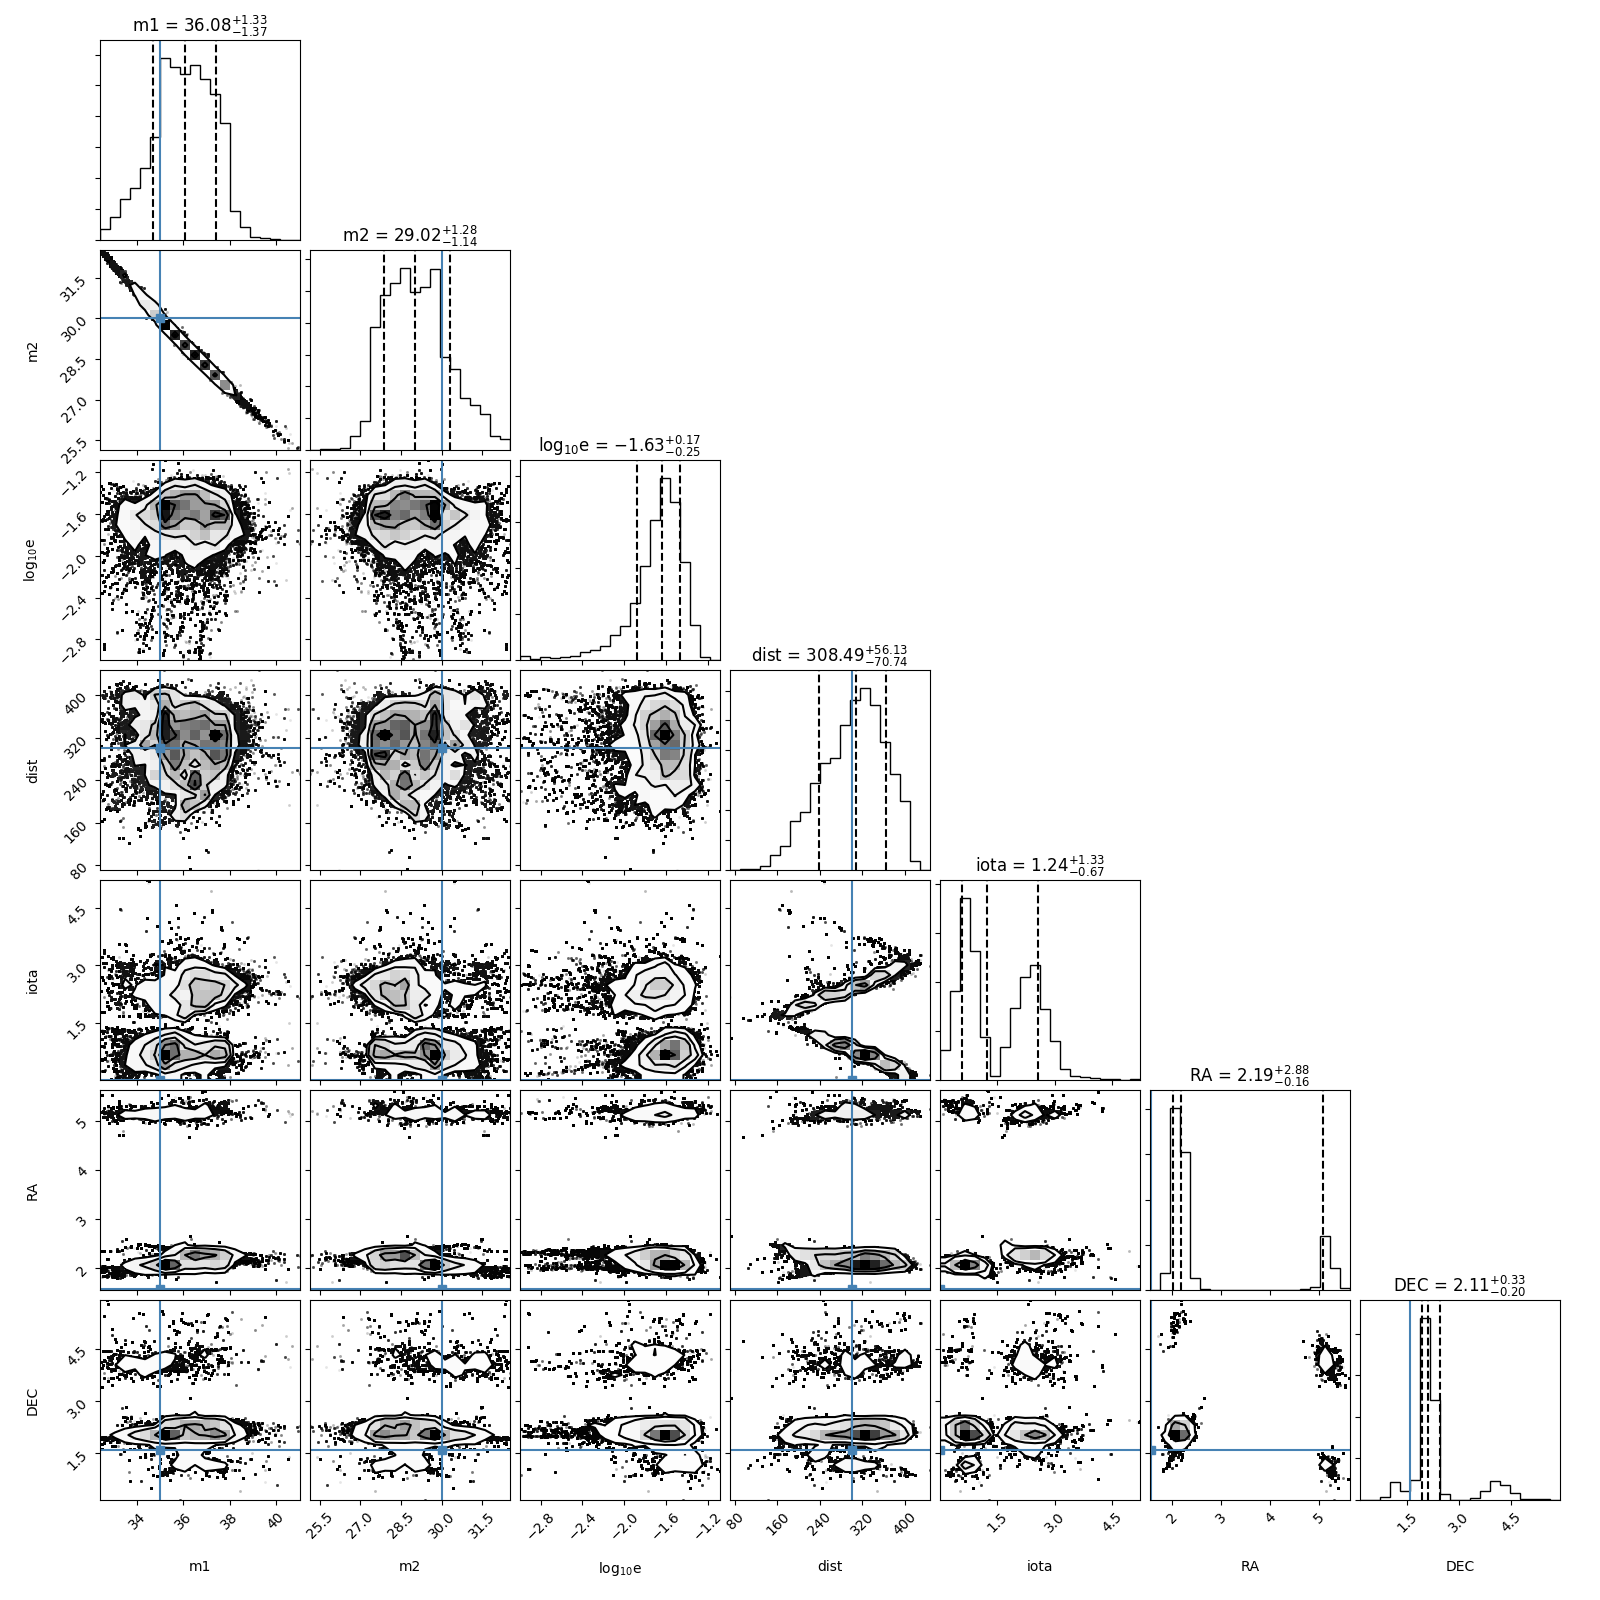 m1 = 36.08 +1.33 −1.37
m2 = 29.02 +1.28 −1.14
31.5
30.0
28.5
27.0
25.5
m2
log10e = −1.63 +0.17 −0.25
−1.2
−1.6
−2.0
−2.4
−2.8
log10e
dist = 308.49 +56.13 −70.74
400
320
240
160
80
dist
iota = 1.24 +1.33 −0.67
4.5
3.0
1.5
iota
RA = 2.19 +2.88 −0.16
5
4
3
2
RA
DEC = 2.11 +0.33 −0.20
4.5
3.0
1.5
DEC
34 36 38 40 25.5 27.0 28.5 30.0 31.5 −2.8 −2.4 −2.0 −1.6 −1.2 80 160 240 320 400 1.5 3.0 4.5 2 3 4 5 1.5 3.0 4.5
m1 m2 log10e dist iota RA DEC